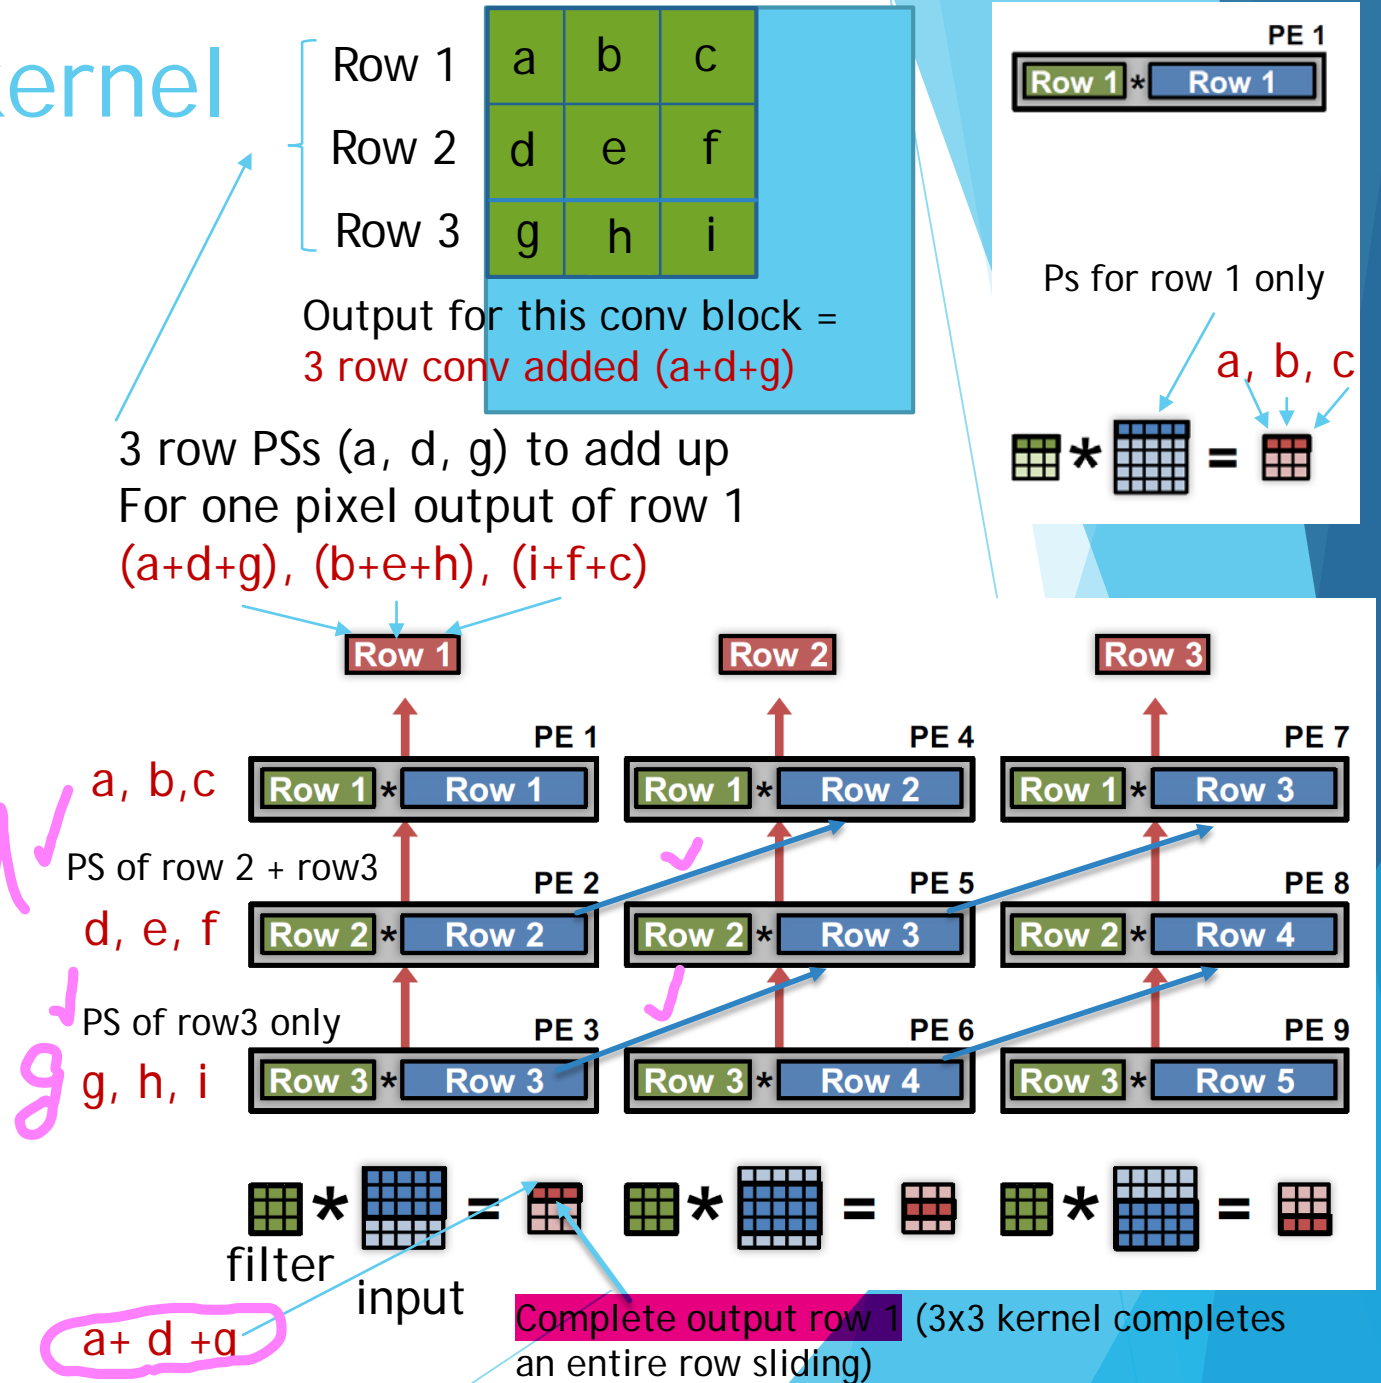 kernel
Row 1
a b c
Row 2
d e f
Row 3
g h i
Output for this conv block =
3 row conv added (a+d+g)
PE 1
Row 1 * Row 1
Ps for row 1 only
a, b, c
* =
3 row PSs (a, d, g) to add up
For one pixel output of row 1
(a+d+g), (b+e+h), (i+f+c)
Row 1
Row 2
Row 3
PE 1
PE 4
PE 7
a, b,c
Row 1 * Row 1
Row 1 * Row 2
Row 1 * Row 3
PS of row 2 + row3
PE 2
PE 5
PE 8
d, e, f
Row 2 * Row 2
Row 2 * Row 3
Row 2 * Row 4
PS of row3 only
PE 3
PE 6
PE 9
g
g, h, i
Row 3 * Row 3
Row 3 * Row 4
Row 3 * Row 5
* =
* =
* =
filter
input
a+ d +g
Complete output row 1 (3x3 kernel completes
an entire row sliding)